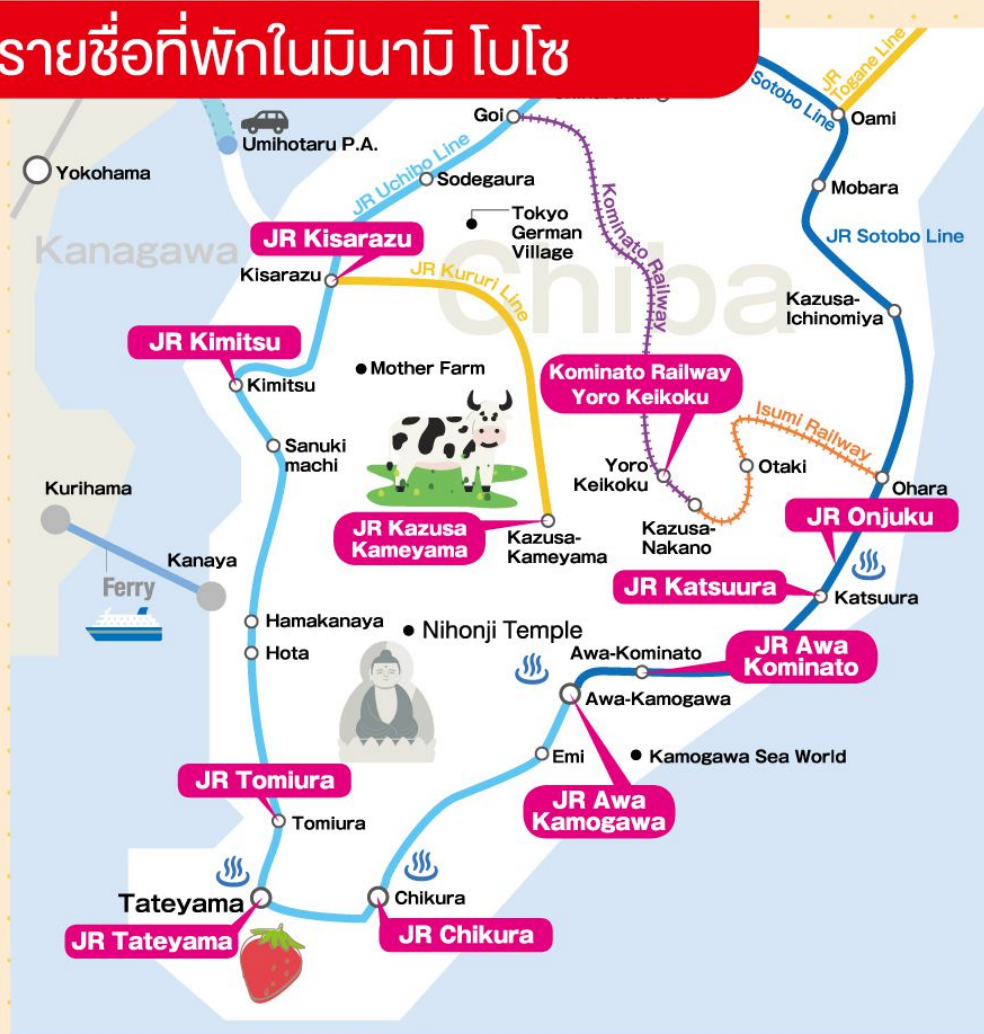 รายชื่อที่พักในมินามิ โบโซ
JR Togane Line
Sotobo Line
Goi
Oami
Umihotaru P.A.
Yokohama
JR Uchibo Line
Sodegaura
Mobara
Kominato Railway
Tokyo
German
Village
JR Kisarazu
Kanagawa
Chiba
JR Sotobo Line
Kisarazu
JR Kururi Line
Kazusa-
Ichinomiya
JR Kimitsu
Mother Farm
Kominato Railway
Yoro Keikoku
Kimitsu
Isumi Railway
Sanuki
machi
Yoro
Keikoku
Otaki
Ohara
Kurihama
JR Onjuku
JR Kazusa
Kameyama
Kazusa-
Kameyama
Kazusa-
Nakano
Kanaya
Ferry
JR Katsuura
Katsuura
Hamakanaya
Nihonji Temple
Hota
Awa-Kominato
JR Awa
Kominato
Awa-Kamogawa
Emi
Kamogawa Sea World
JR Tomiura
JR Awa
Kamogawa
Tomiura
Tateyama
Chikura
JR Tateyama
JR Chikura